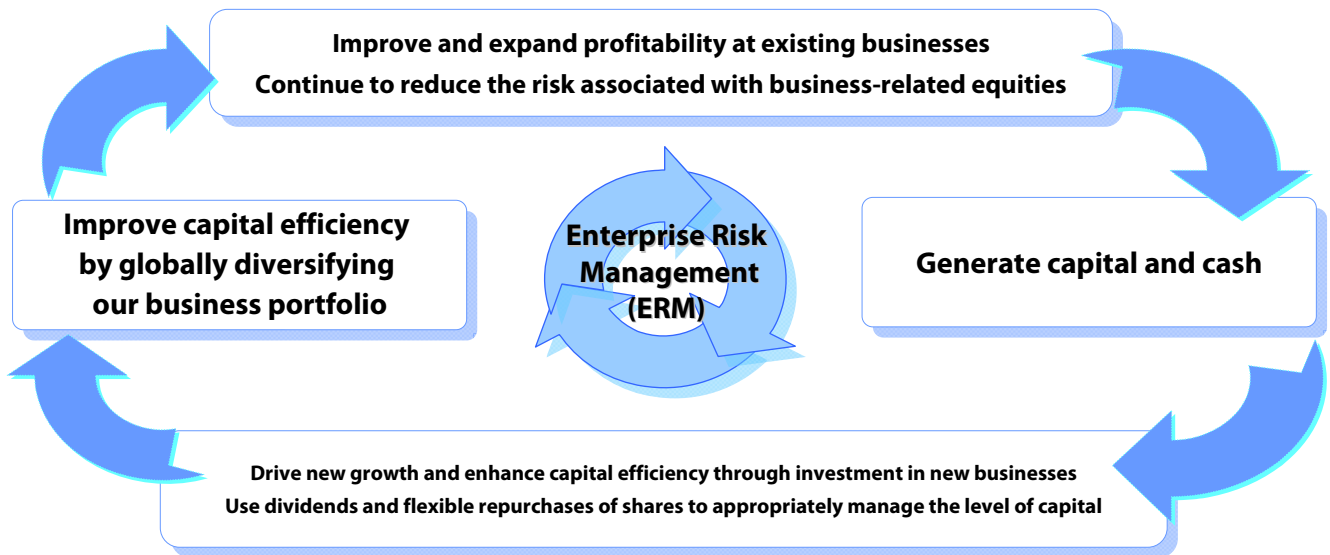 Improve and expand profitability at existing businesses
Continue to reduce the risk associated with business-related equities
Improve capital efficiency
by globally diversifying
our business portfolio
Enterprise Risk
Management
(ERM)
Generate capital and cash
Drive new growth and enhance capital efficiency through investment in new businesses
Use dividends and flexible repurchases of shares to appropriately manage the level of capital